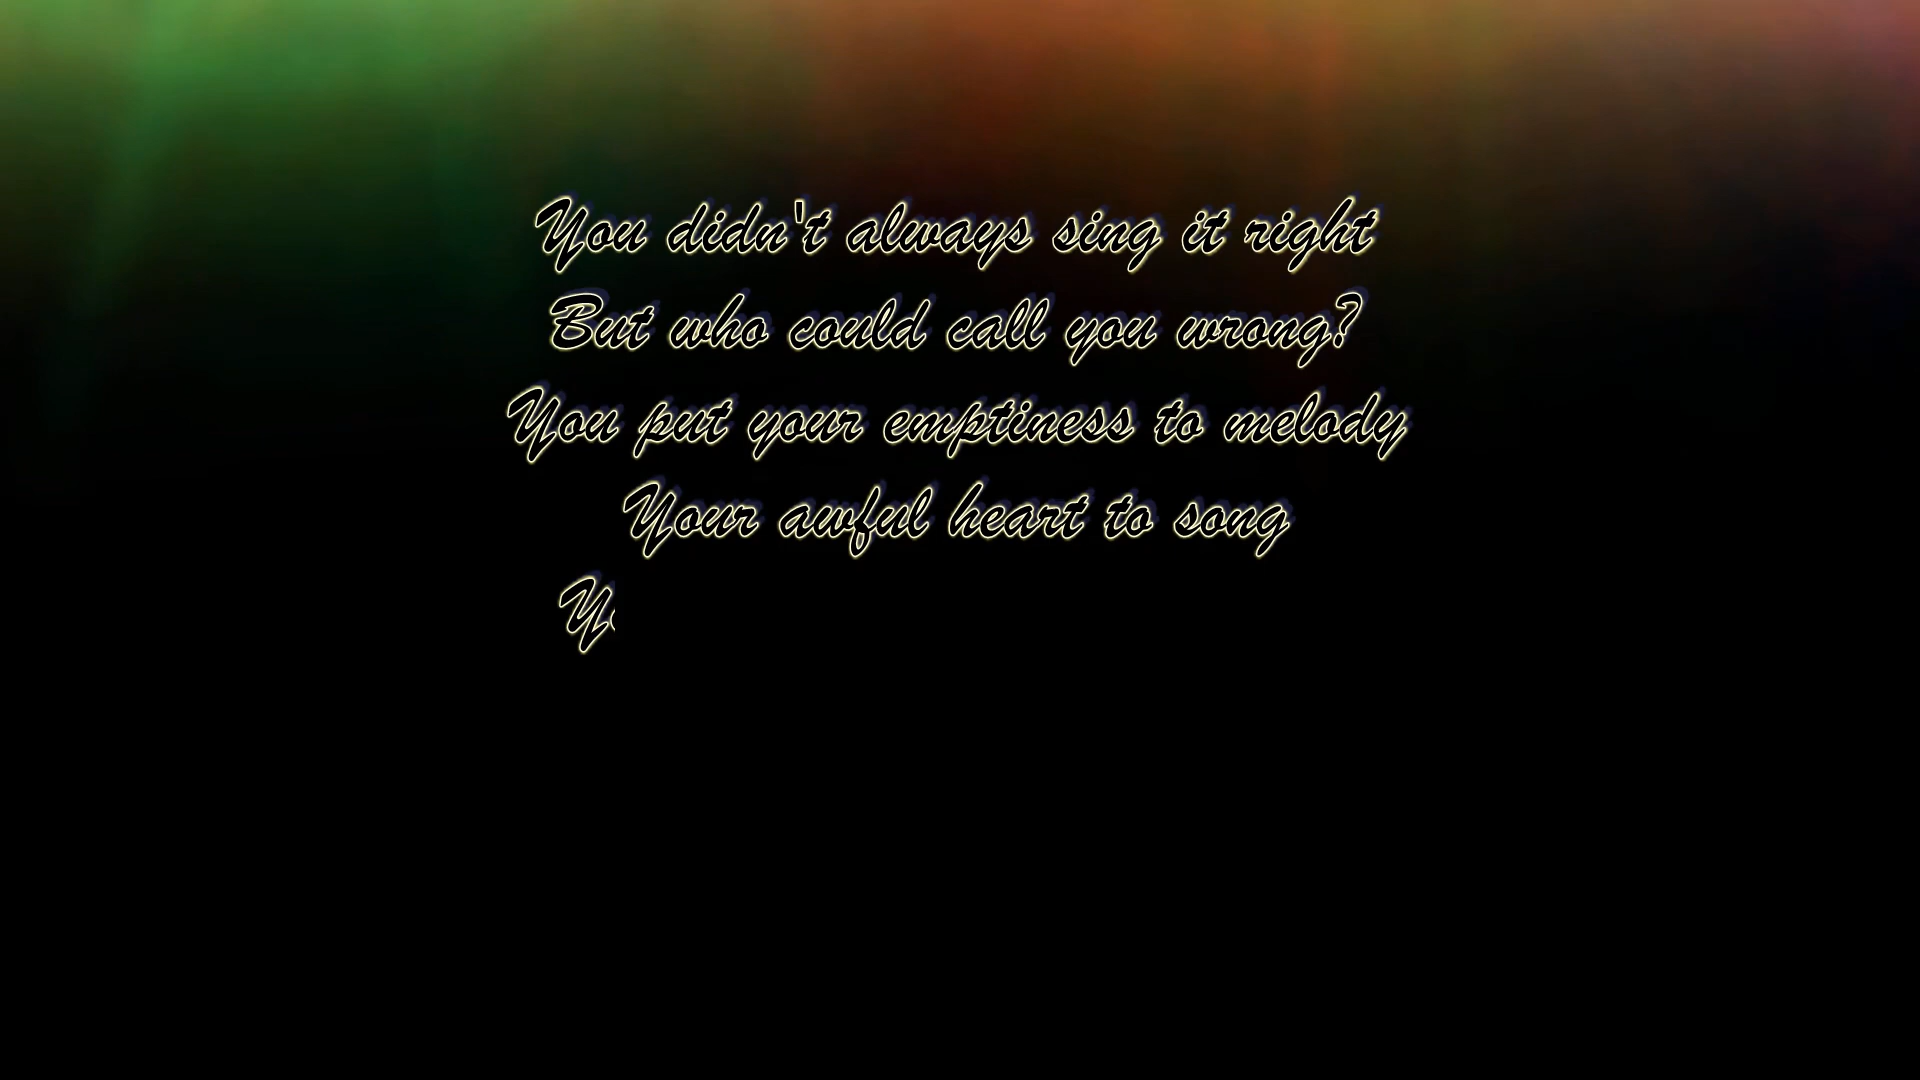 You didn't always sing it right
But who could call you wrong?
You put your emptiness to melody
Your awful heart to song